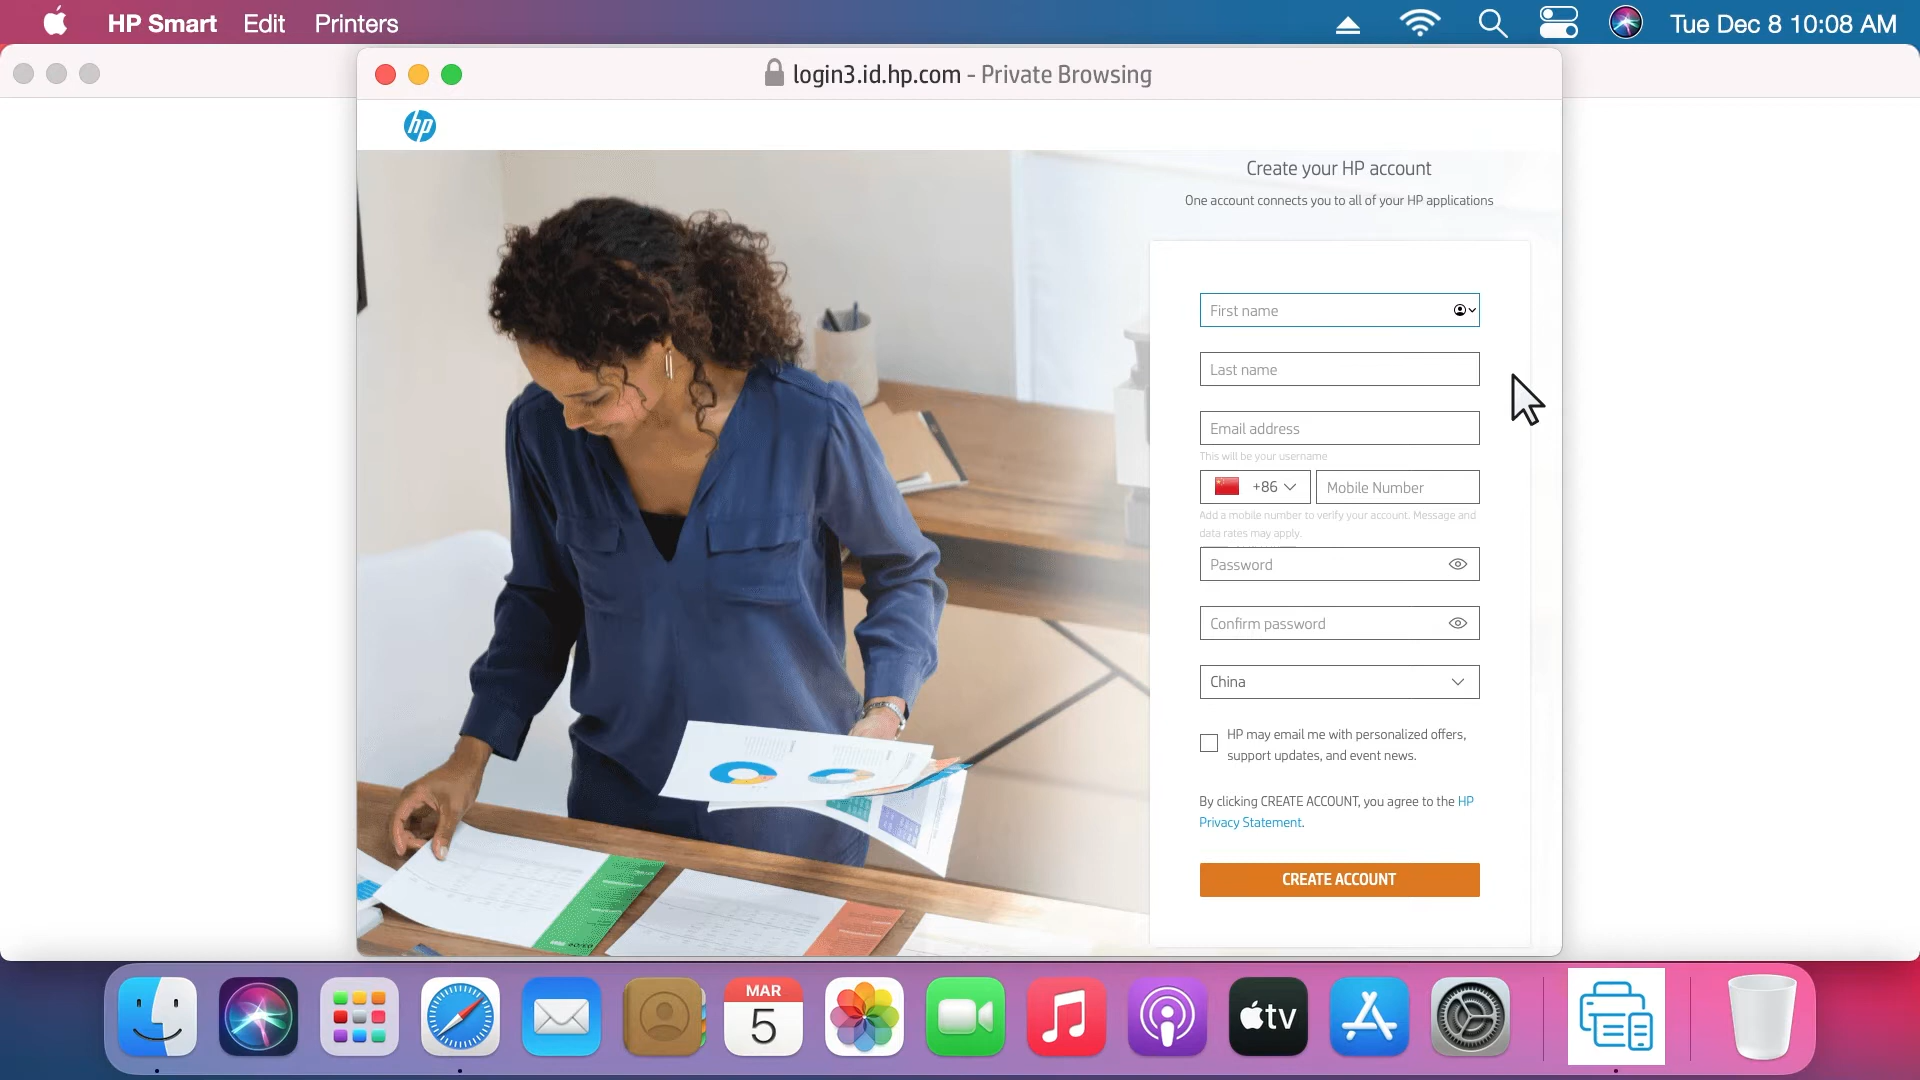 HP Smart Edit Printers Tue Dec 8 10:08 AM
login3.id.hp.com - Private Browsing
hp
Create your HP account
One account connects you to all of your HP applications
First name
Last name
Email address
This will be your username
+86 Mobile Number
Add a mobile number to verify your account. Message and
data rates may apply.
Password
Confirm password
China
HP may email me with personalized offers,
support updates, and event news.
By clicking CREATE ACCOUNT, you agree to the HP
Privacy Statement.
CREATE ACCOUNT
MAR
5
tv